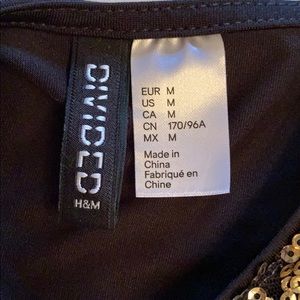 DIVIDED
H&M
EUR M
US M
CA M
CN 170/96A
MX M
Made in
China
Fabriqué en
Chine